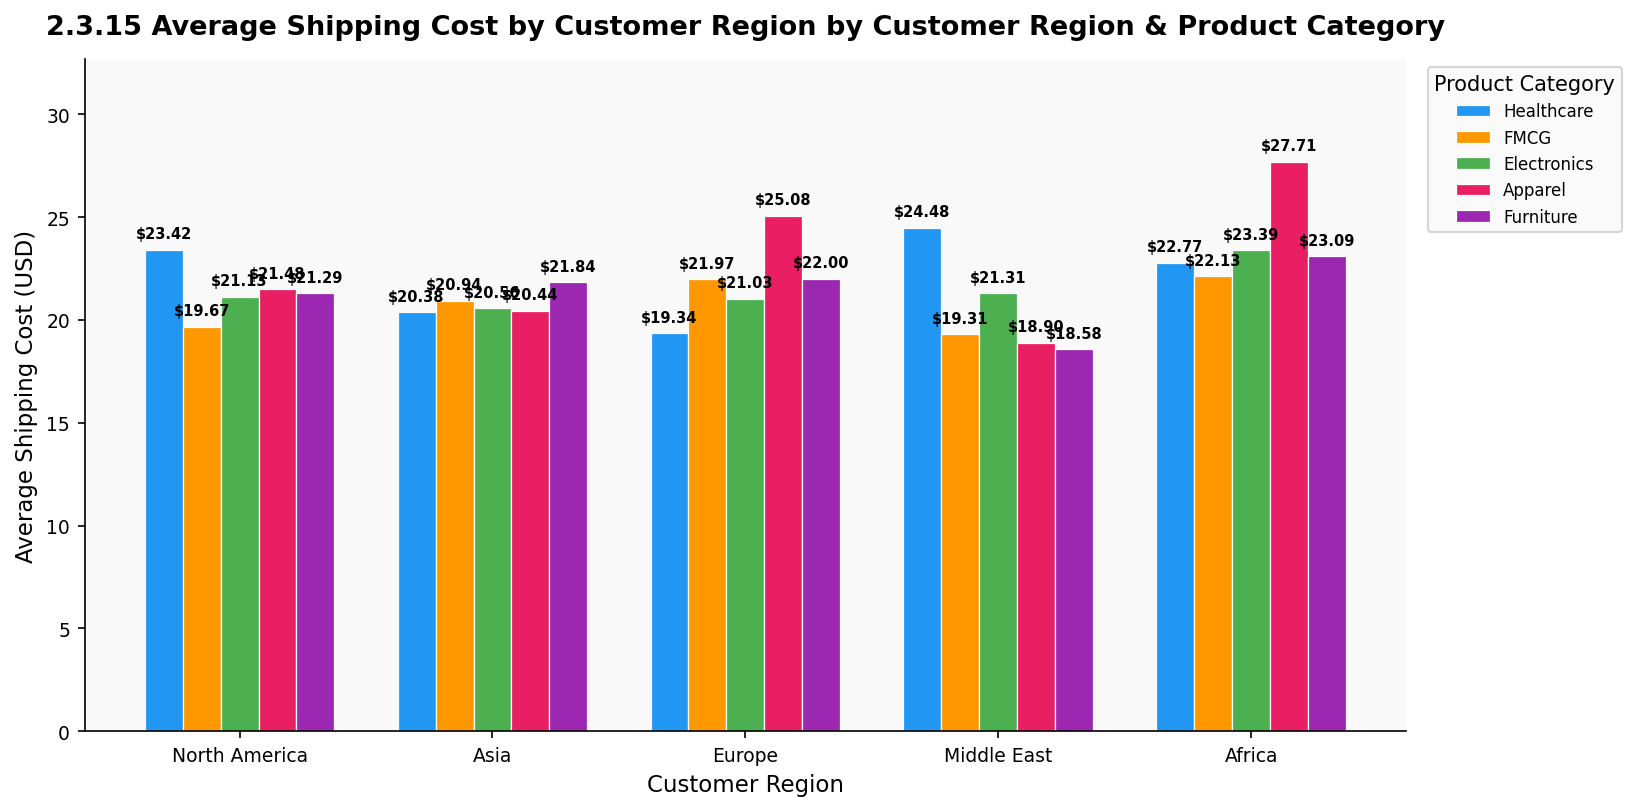 2.3.15 Average Shipping Cost by Customer Region by Customer Region & Product Category
Average Shipping Cost (USD)
30
25
20
15
10
5
0
$23.42
$19.67
$21.13
$21.48
$21.29
$20.38
$20.94
$20.56
$20.44
$21.84
$19.34
$21.97
$21.03
$25.08
$22.00
$24.48
$19.31
$21.31
$18.90
$18.58
$22.77
$22.13
$23.39
$27.71
$23.09
North America
Asia
Europe
Middle East
Africa
Customer Region
Product Category
Healthcare
FMCG
Electronics
Apparel
Furniture